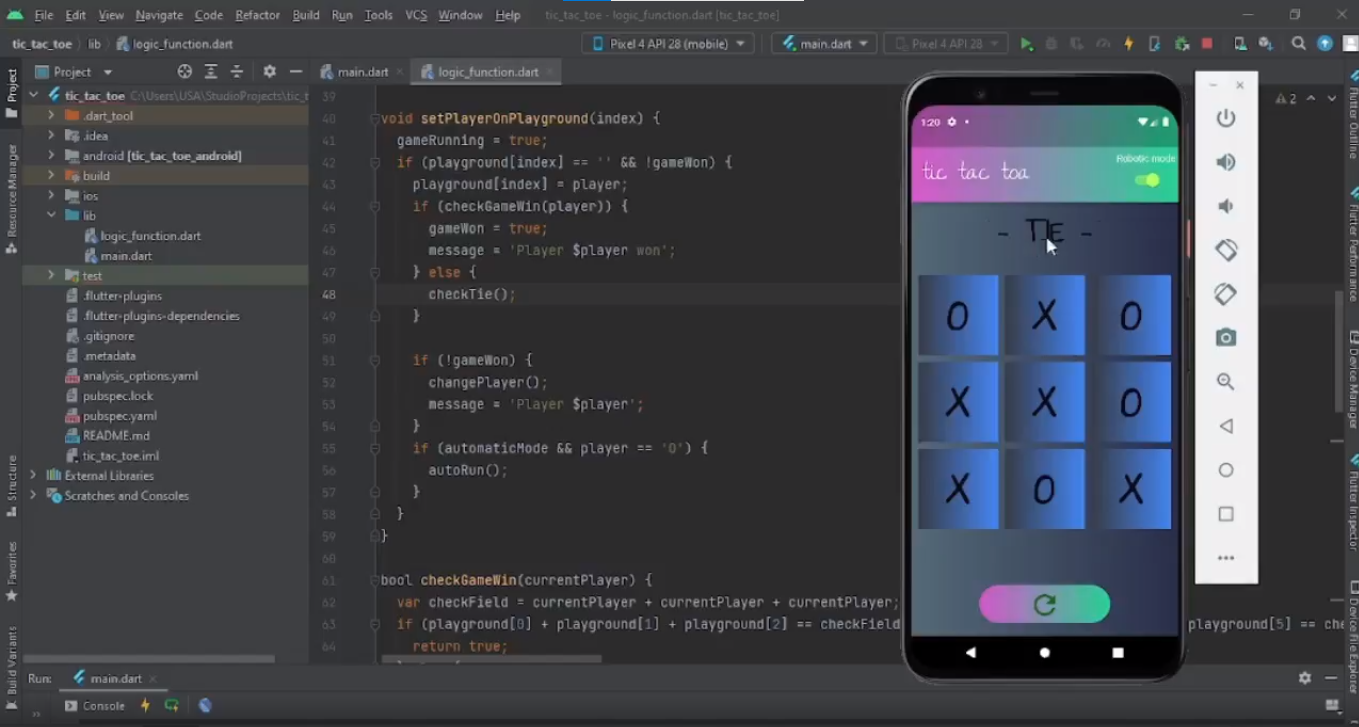 File Edit View Navigate Code Refactor Build Run Tools VCS Window Help tic_tac_toe - logic_function.dart [tic_tac_toe]
tic_tac_toe lib logic_function.dart Pixel 4 API 28 (mobile) main.dart Pixel 4 API 28
Project main.dart logic_function.dart
Project
Resource Manager
Structure
Favorites
Build Variants
tic_tac_toe C:\Users\USA\StudioProjects\tic_t
.dart_tool
.idea
android [tic_tac_toe_android]
build
ios
lib
logic_function.dart
main.dart
test
.flutter-plugins
.flutter-plugins-dependencies
.gitignore
.metadata
analysis_options.yaml
pubspec.lock
pubspec.yaml
README.md
tic_tac_toe.iml
External Libraries
Scratches and Consoles
39
40 void setPlayerOnPlayground(index) {
41 gameRunning = true;
42 if (playground[index] == '' && !gameWon) {
43 playground[index] = player;
44 if (checkGameWin(player)) {
45 gameWon = true;
46 message = 'Player $player won';
47 } else {
48 checkTie();
49 }
50
51 if (!gameWon) {
52 changePlayer();
53 message = 'Player $player';
54 }
55 if (automaticMode && player == 'O') {
56 autoRun();
57 }
58 }
59 }
60
61 bool checkGameWin(currentPlayer) {
62 var checkField = currentPlayer + currentPlayer + currentPlayer;
63 if (playground[0] + playground[1] + playground[2] == checkField
playground[5] == che
64 return true;
1:20
tic tac toa
Robotic mode
- TIE -
O X O
X X O
X O X
2
Flutter Outline
Flutter Performance
Device Manager
Flutter Inspector
Device File Explorer
Run: main.dart
Console